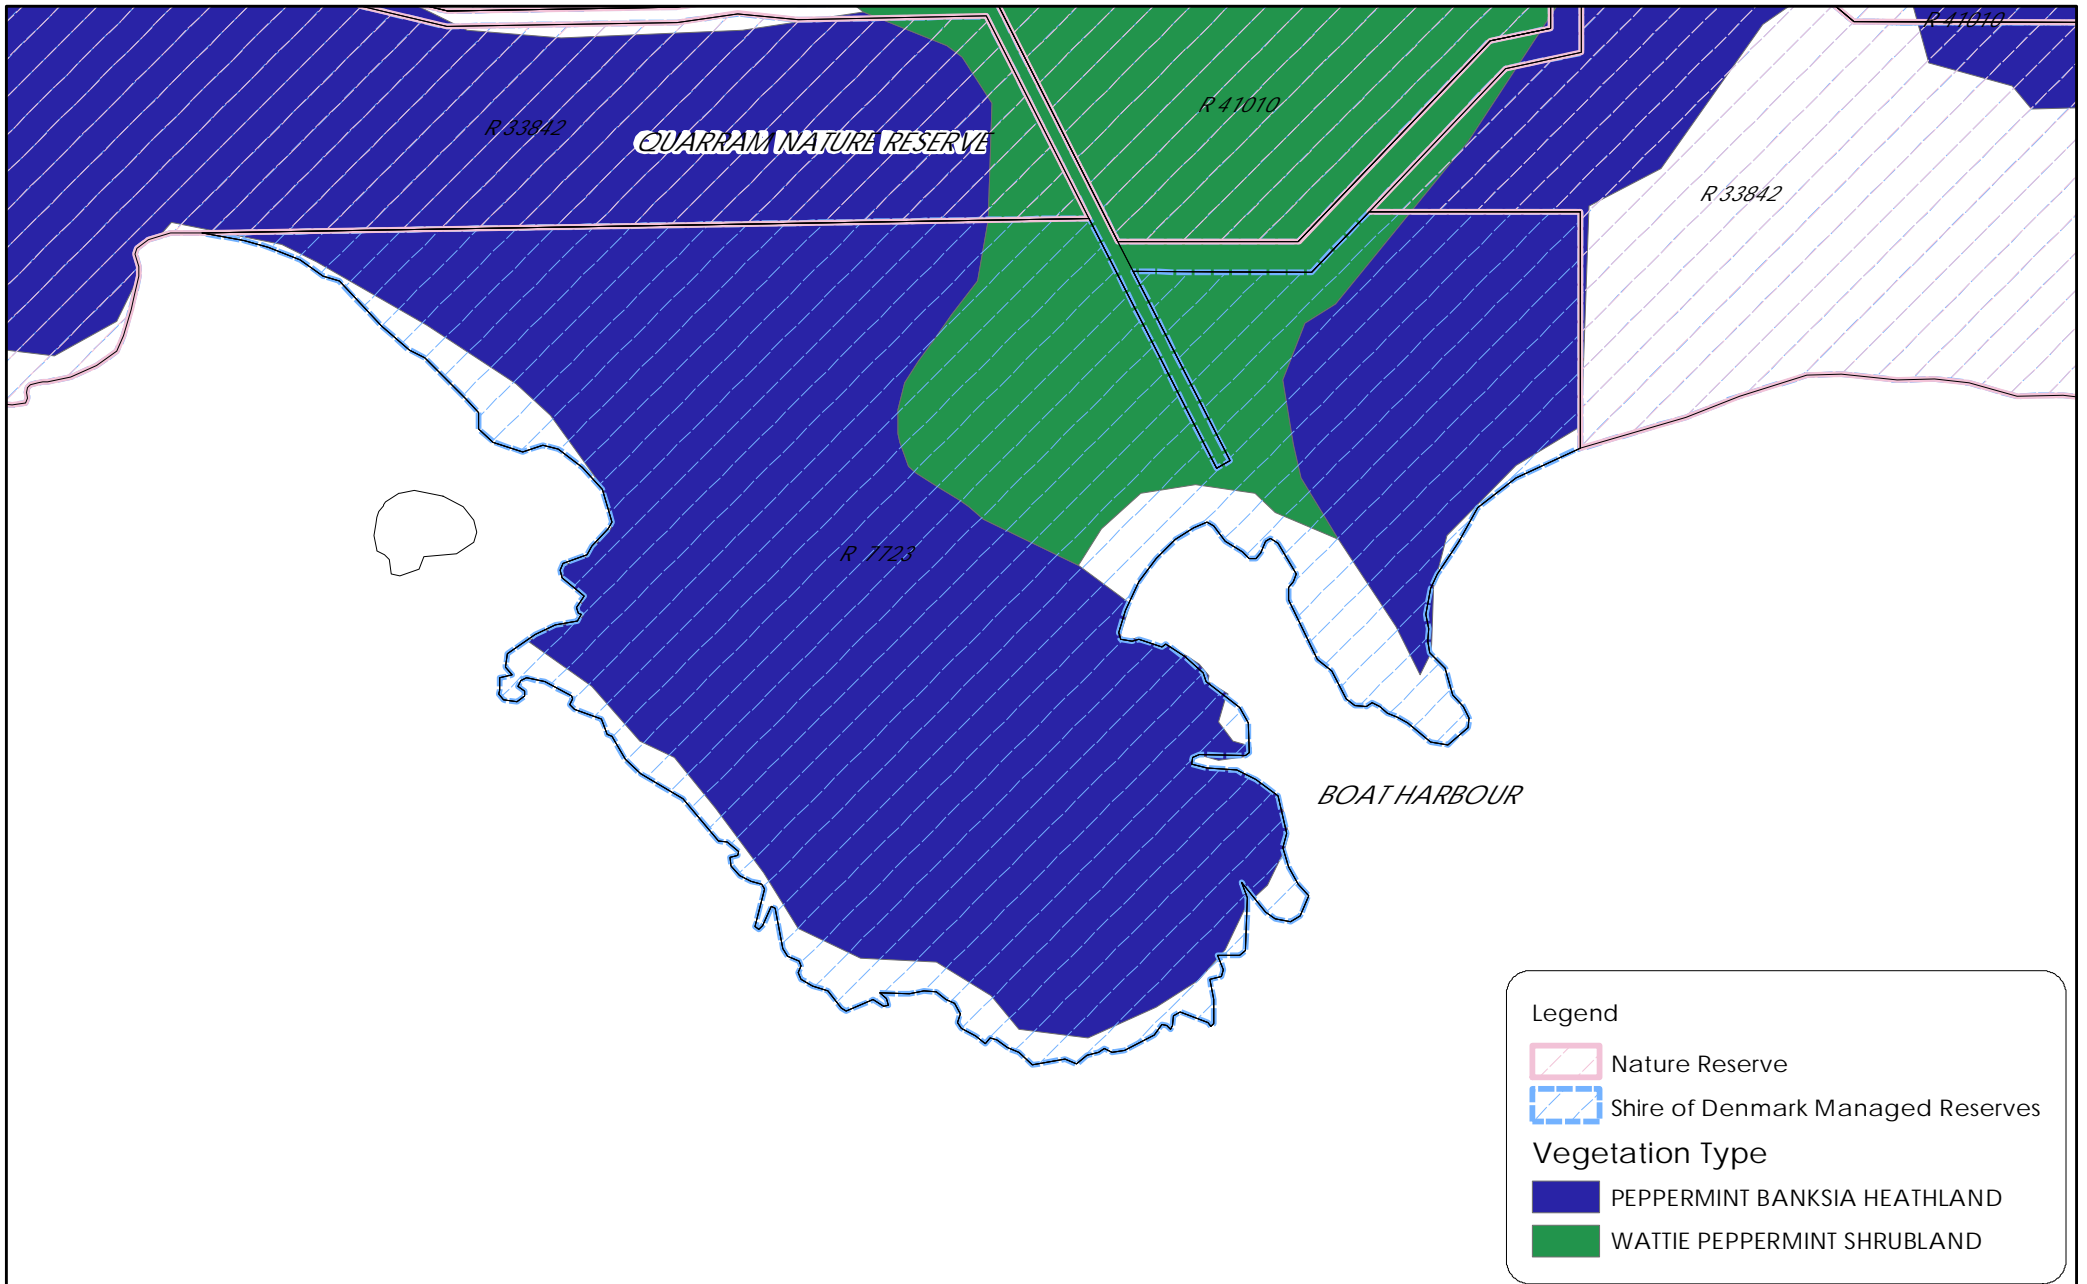 R 41010
R 41010
R 33842
QUARRAM NATURE RESERVE
R 33842
R 7723
BOAT HARBOUR
Legend
Nature Reserve
Shire of Denmark Managed Reserves
Vegetation Type
PEPPERMINT BANKSIA HEATHLAND
WATTIE PEPPERMINT SHRUBLAND